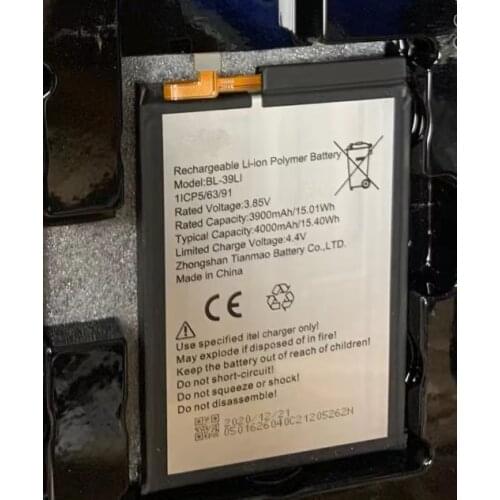 Rechargeable Li-ion Polymer Battery
Model:BL-39LI
1ICP5/63/91
Rated Voltage:3.85V
Rated Capacity:3900mAh/15.01Wh
Typical Capacity:4000mAh/15.40Wh
Limited Charge Voltage:4.4V
Zhongshan Tianmao Battery Co.,LTD.
Made in China
CE
Use specified itel charger only!
May explode if disposed of in fire!
Keep the battery out of reach of children!
Do not short-circuit!
Do not squeeze or shock!
Do not disassemble!
2020/12/21
0501626040C21205262N